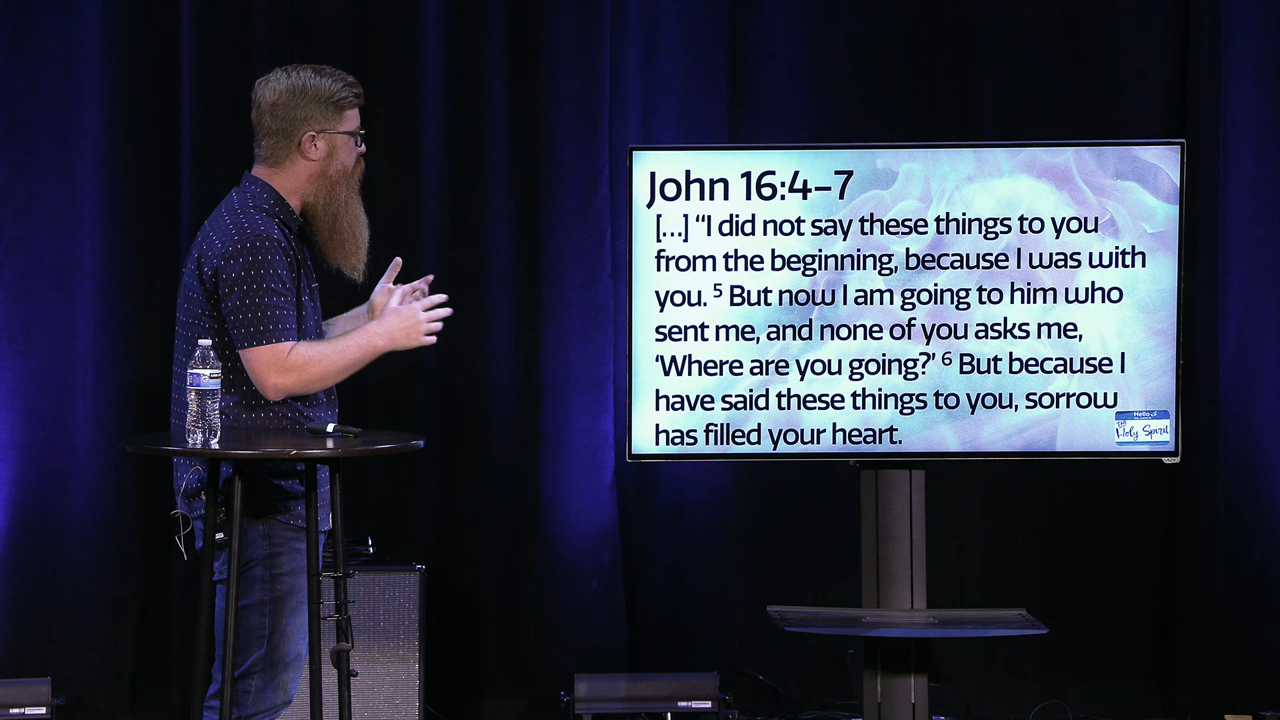 John 16:4–7
[...] “I did not say these things to you
from the beginning, because I was with
you. ⁵ But now I am going to him who
sent me, and none of you asks me,
‘Where are you going?’ ⁶ But because I
have said these things to you, sorrow
has filled your heart.
Hello
The
Holy Spirit